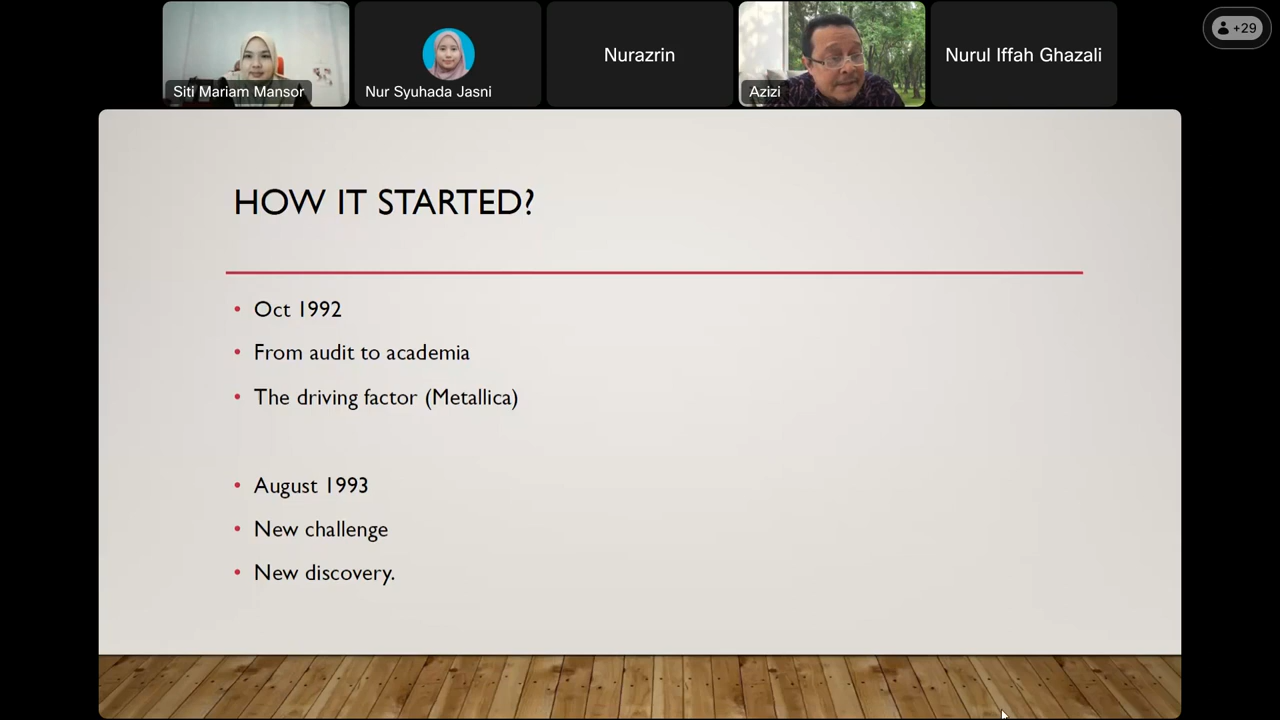 Siti Mariam Mansor
Nur Syuhada Jasni
Nurazrin
Azizi
Nurul Iffah Ghazali
+29
HOW IT STARTED?
• Oct 1992
• From audit to academia
• The driving factor (Metallica)
• August 1993
• New challenge
• New discovery.